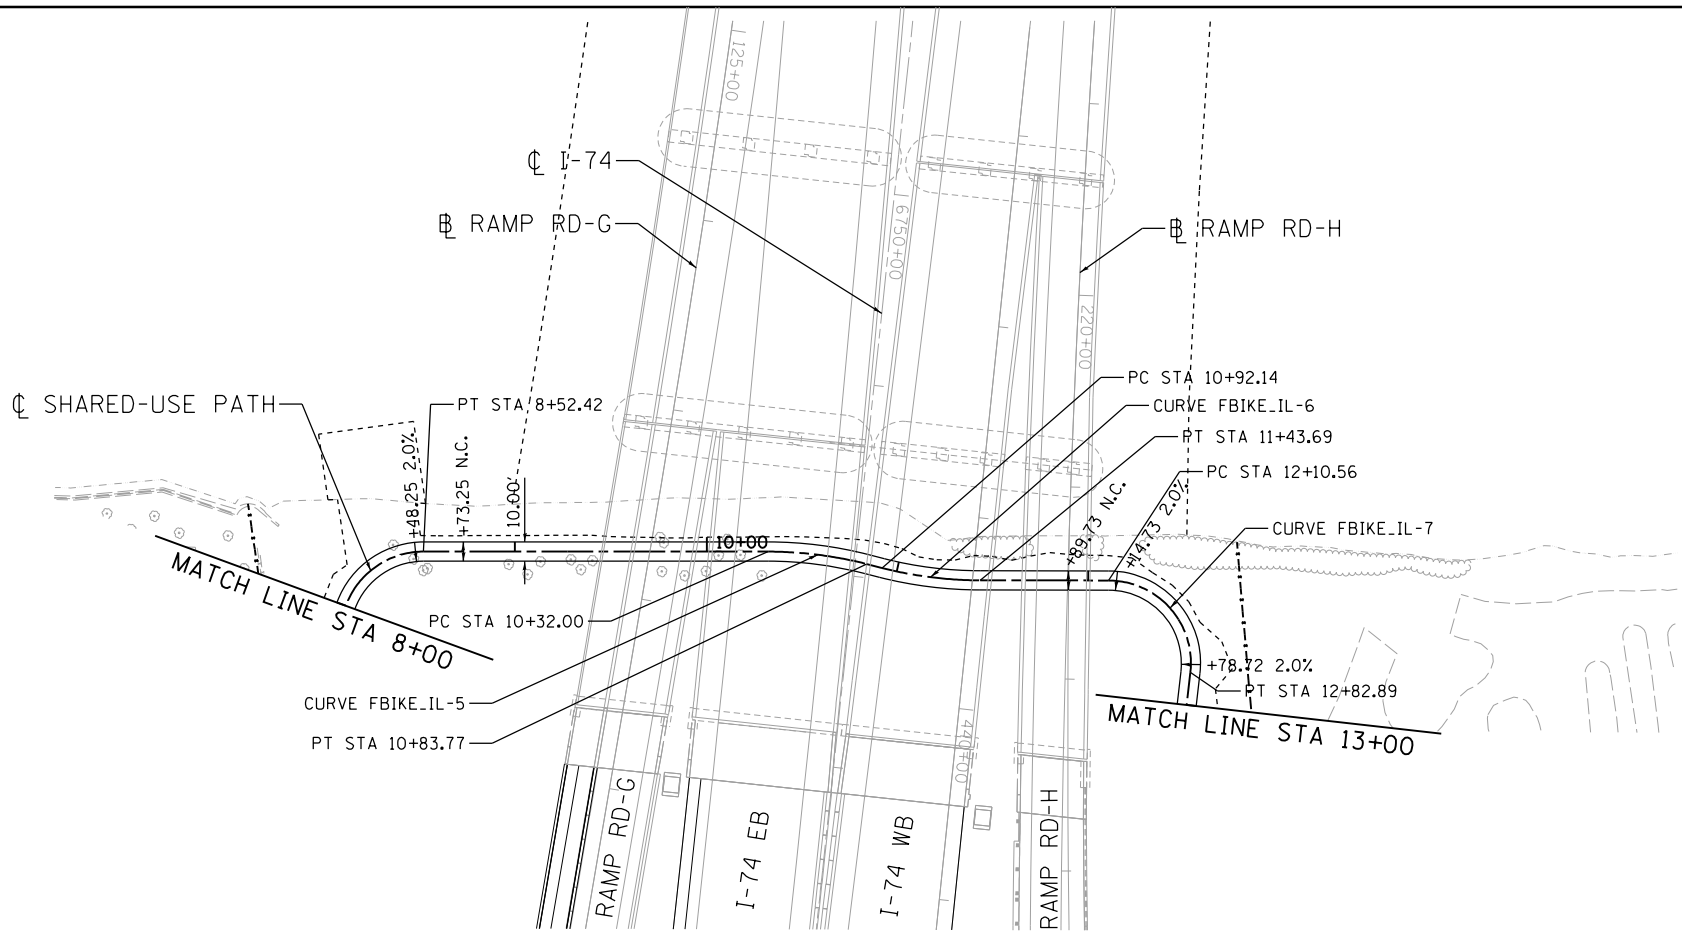 125+00
℄ I-74
6750+00
B̲L RAMP RD-G
B̲L RAMP RD-H
220+00
PC STA 10+92.14
℄ SHARED-USE PATH
PT STA 8+52.42
CURVE FBIKE_IL-6
PT STA 11+43.69
PC STA 12+10.56
+48.25 2.0%
+73.25 N.C.
10.00'
+89.73 N.C.
+14.73 2.0%
CURVE FBIKE_IL-7
10+00
MATCH LINE STA 8+00
PC STA 10+32.00
+78.72 2.0%
PT STA 12+82.89
CURVE FBIKE_IL-5
MATCH LINE STA 13+00
PT STA 10+83.77
440+00
RAMP RD-G
I-74 EB
I-74 WB
RAMP RD-H